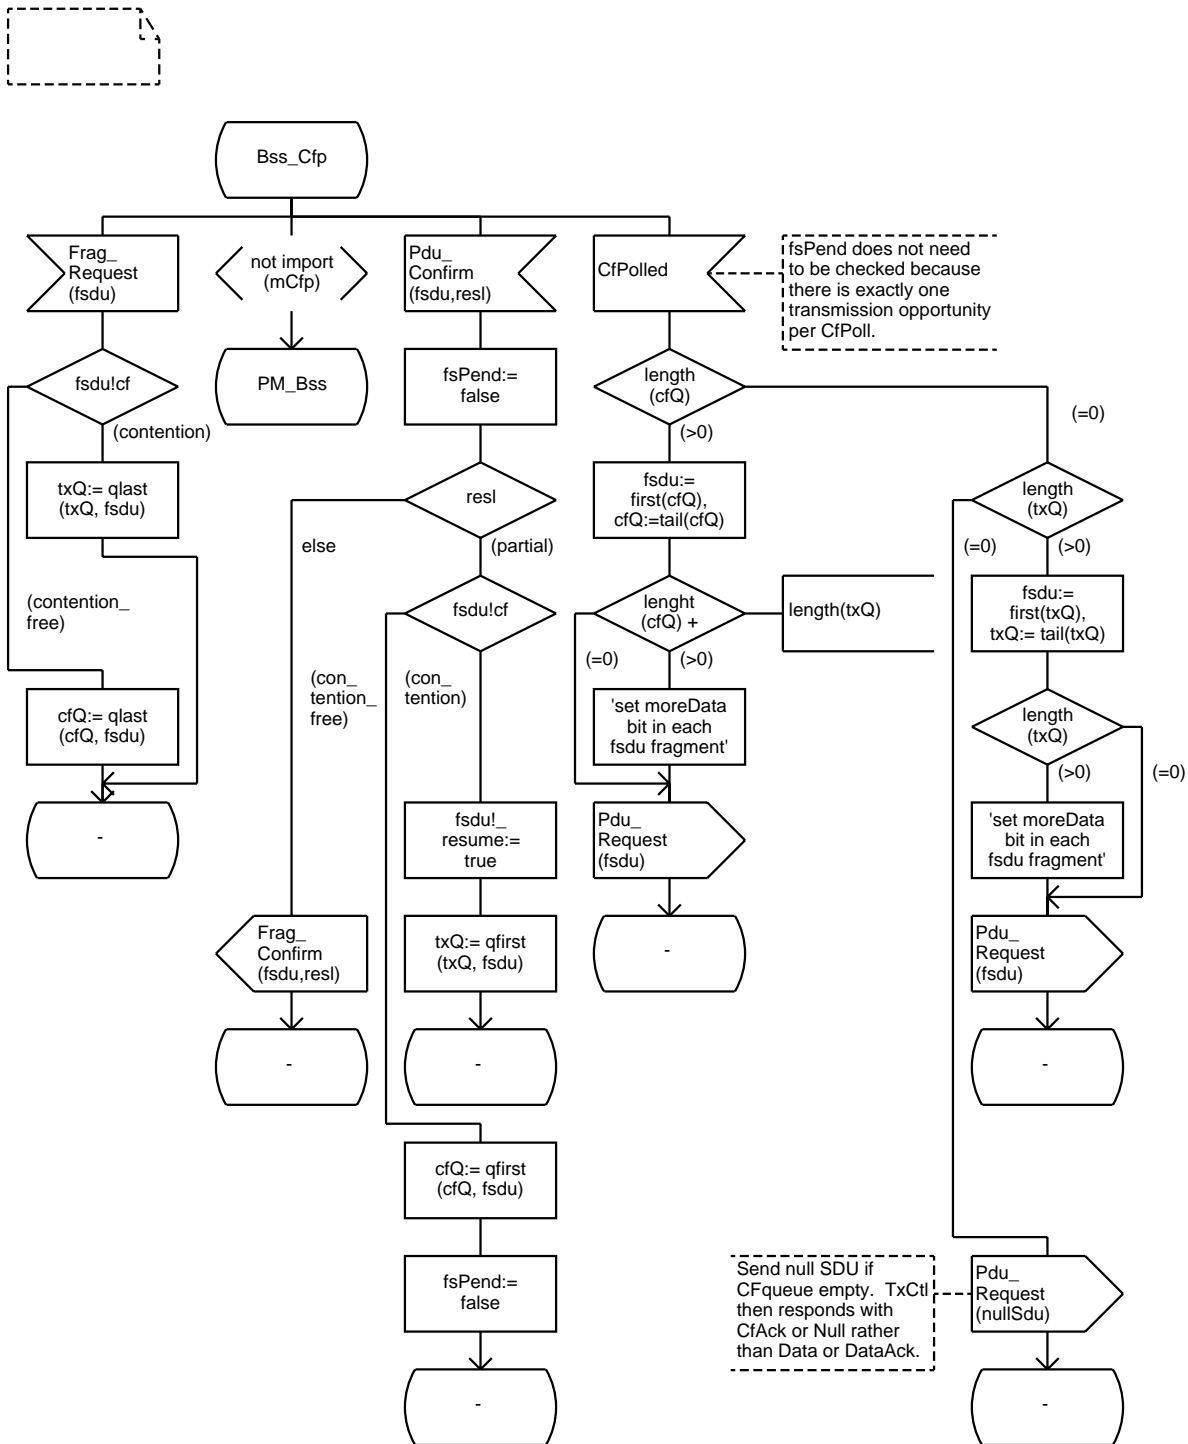 Bss_Cfp
Frag_
Request
(fsdu)
not import
(mCfp)
Pdu_
Confirm
(fsdu,resl)
CfPolled
fsPend does not need
to be checked because
there is exactly one
transmission opportunity
per CfPoll.
fsdu!cf
PM_Bss
fsPend:=
false
length
(cfQ)
(=0)
(contention)
(>0)
txQ:= qlast
(txQ, fsdu)
resl
fsdu:=
first(cfQ),
cfQ:=tail(cfQ)
length
(txQ)
else
(partial)
(=0)
(>0)
(contention_
free)
fsdu!cf
lenght
(cfQ) +
length(txQ)
fsdu:=
first(txQ),
txQ:= tail(txQ)
(=0)
(>0)
(con_
tention_
free)
(con_
tention)
cfQ:= qlast
(cfQ, fsdu)
'set moreData
bit in each
fsdu fragment'
length
(txQ)
(>0)
(=0)
-
fsdu!_
resume:=
true
Pdu_
Request
(fsdu)
'set moreData
bit in each
fsdu fragment'
Frag_
Confirm
(fsdu,resl)
txQ:= qfirst
(txQ, fsdu)
-
Pdu_
Request
(fsdu)
-
-
-
cfQ:= qfirst
(cfQ, fsdu)
fsPend:=
false
Send null SDU if
CFqueue empty.  TxCtl
then responds with
CfAck or Null rather
than Data or DataAck.
Pdu_
Request
(nullSdu)
-
-